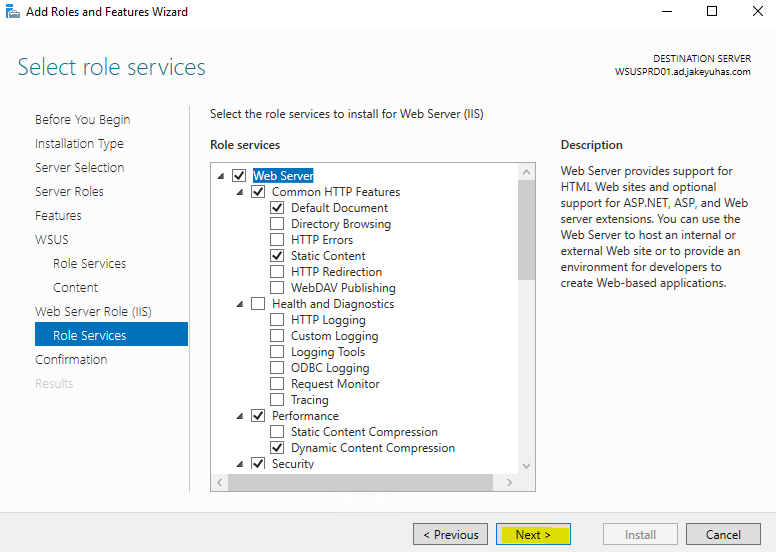 Add Roles and Features Wizard
Select role services
DESTINATION SERVER
WSUSPRD01.ad.jakeyuhas.com
Before You Begin
Installation Type
Server Selection
Server Roles
Features
WSUS
Role Services
Content
Web Server Role (IIS)
Role Services
Confirmation
Results
Select the role services to install for Web Server (IIS)
Role services
Web Server
Common HTTP Features
Default Document
Directory Browsing
HTTP Errors
Static Content
HTTP Redirection
WebDAV Publishing
Health and Diagnostics
HTTP Logging
Custom Logging
Logging Tools
ODBC Logging
Request Monitor
Tracing
Performance
Static Content Compression
Dynamic Content Compression
Security
Description
Web Server provides support for
HTML Web sites and optional
support for ASP.NET, ASP, and Web
server extensions. You can use the
Web Server to host an internal or
external Web site or to provide an
environment for developers to
create Web-based applications.
< Previous
Next >
Install
Cancel